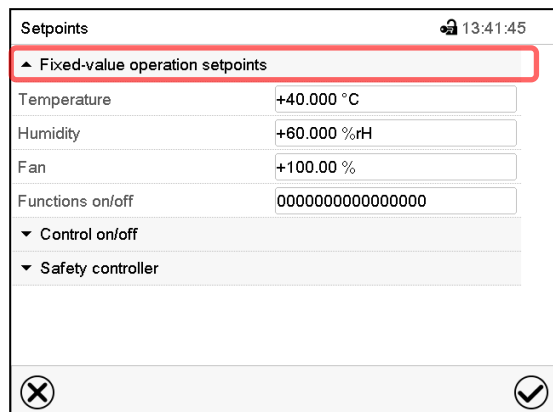 Setpoints 13:41:45
Fixed-value operation setpoints
Temperature +40.000 °C
Humidity +60.000 %rH
Fan +100.00 %
Functions on/off 0000000000000000
Control on/off
Safety controller